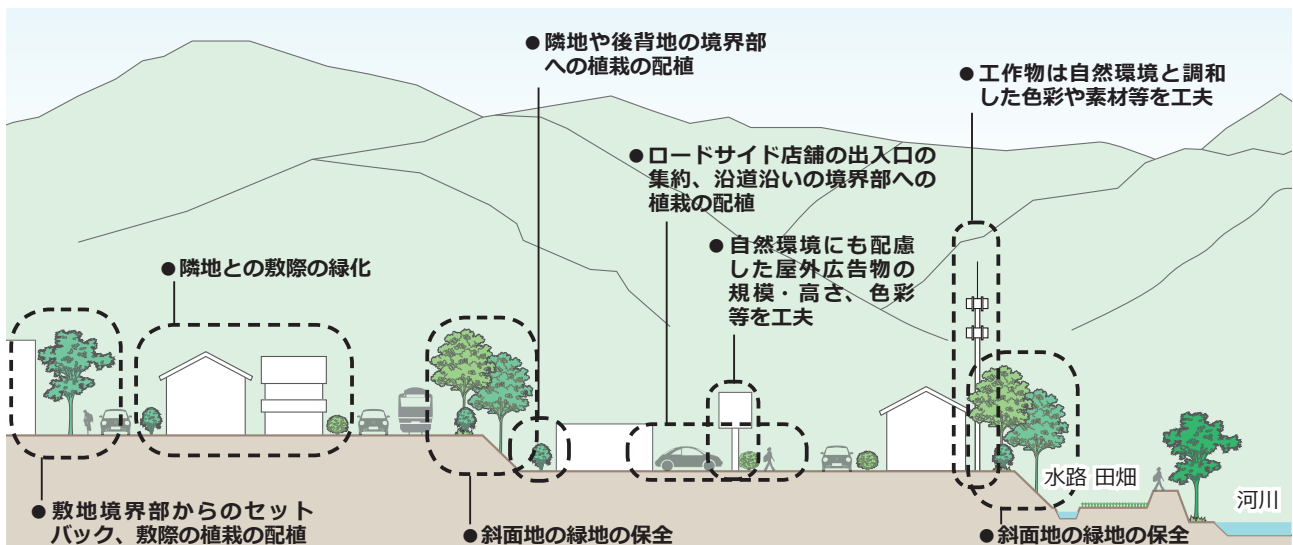 ●隣地や後背地の境界部
への植栽の配植
●工作物は自然環境と調和
した色彩や素材等を工夫
●ロードサイド店舗の出入口の
集約、沿道沿いの境界部への
植栽の配植
●自然環境にも配慮
した屋外広告物の
規模・高さ、色彩
等を工夫
●隣地との敷際の緑化
水路 田畑
河川
●敷地境界部からのセット
バック、敷際の植栽の配植
●斜面地の緑地の保全
●斜面地の緑地の保全